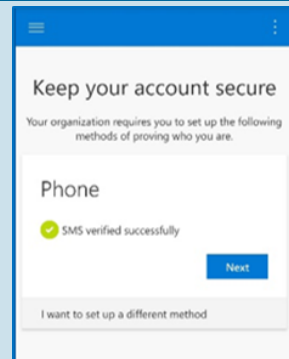 Keep your account secure
Your organization requires you to set up the following
methods of proving who you are.
Phone
SMS verified successfully
Next
I want to set up a different method